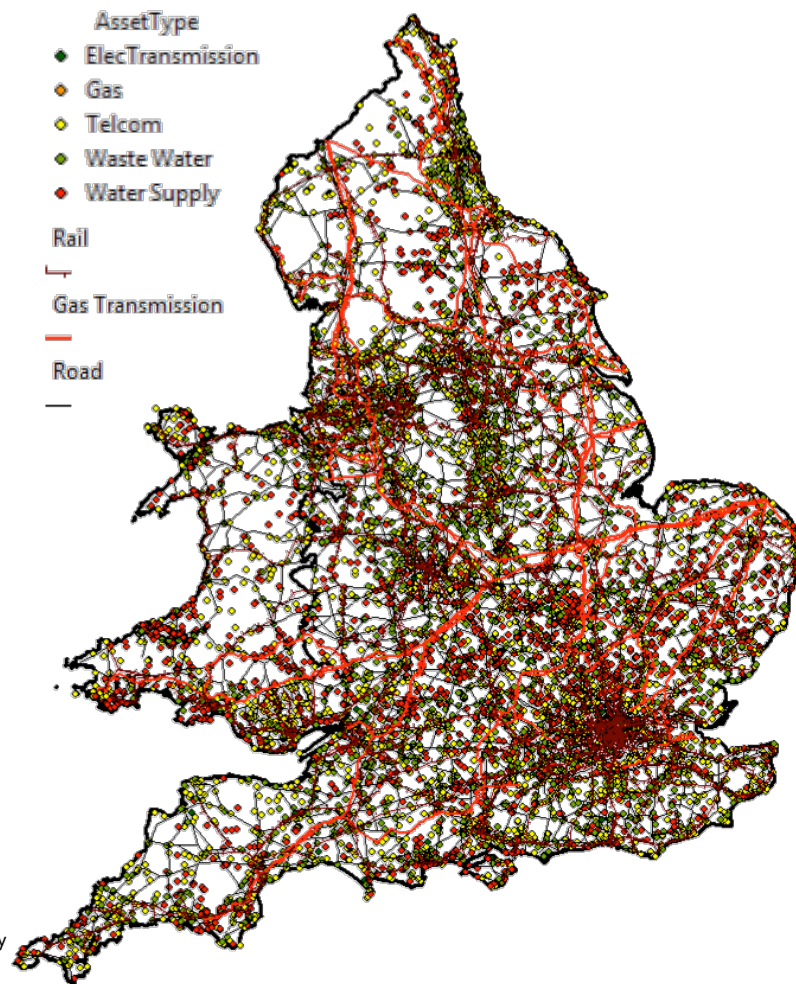 AssetType
ElecTransmission
Gas
Telcom
Waste Water
Water Supply
Rail
Gas Transmission
Road
y